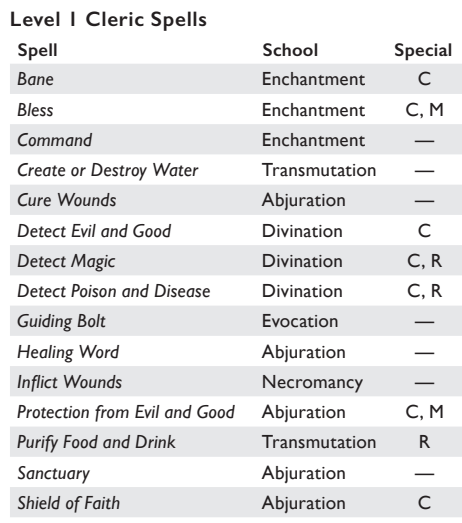 Level 1 Cleric Spells
Spell School Special
Bane Enchantment C
Bless Enchantment C, M
Command Enchantment —
Create or Destroy Water Transmutation —
Cure Wounds Abjuration —
Detect Evil and Good Divination C
Detect Magic Divination C, R
Detect Poison and Disease Divination C, R
Guiding Bolt Evocation —
Healing Word Abjuration —
Inflict Wounds Necromancy —
Protection from Evil and Good Abjuration C, M
Purify Food and Drink Transmutation R
Sanctuary Abjuration —
Shield of Faith Abjuration C